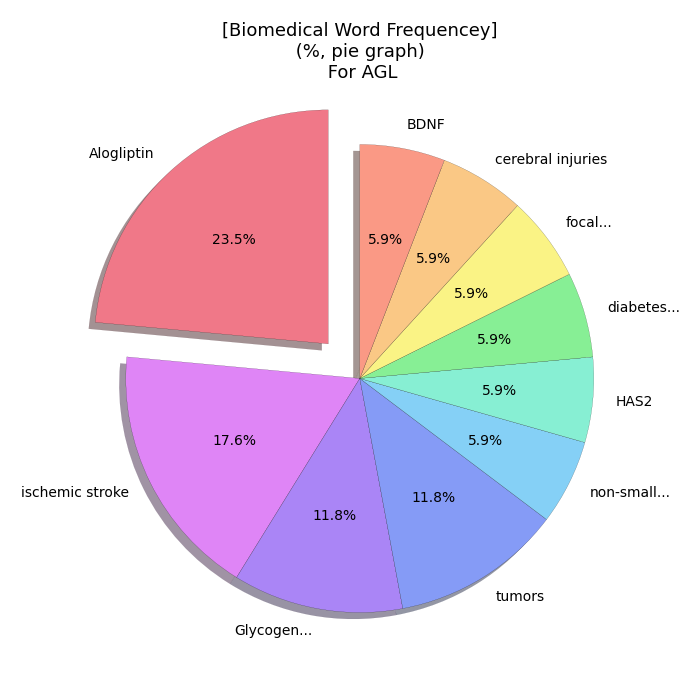 [Biomedical Word Frequencey]
(%, pie graph)
For AGL
BDNF
Alogliptin
cerebral injuries
focal...
23.5%
5.9%
5.9%
5.9%
diabetes...
5.9%
5.9%
HAS2
17.6%
5.9%
ischemic stroke
non-small...
11.8%
11.8%
tumors
Glycogen...